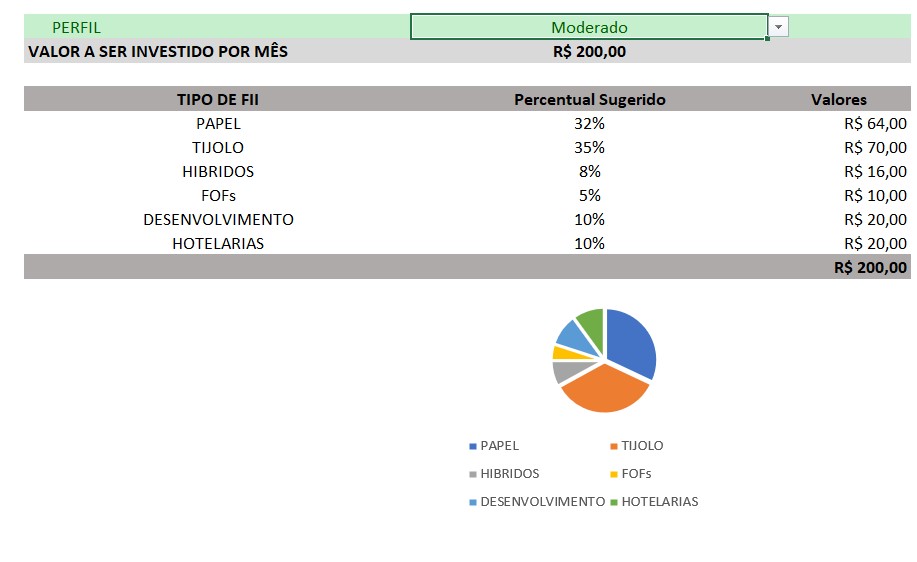 PERFIL Moderado
VALOR A SER INVESTIDO POR MÊS R$ 200,00
TIPO DE FII Percentual Sugerido Valores
PAPEL 32% R$ 64,00
TIJOLO 35% R$ 70,00
HIBRIDOS 8% R$ 16,00
FOFs 5% R$ 10,00
DESENVOLVIMENTO 10% R$ 20,00
HOTELARIAS 10% R$ 20,00
R$ 200,00
PAPEL TIJOLO
HIBRIDOS FOFs
DESENVOLVIMENTO HOTELARIAS